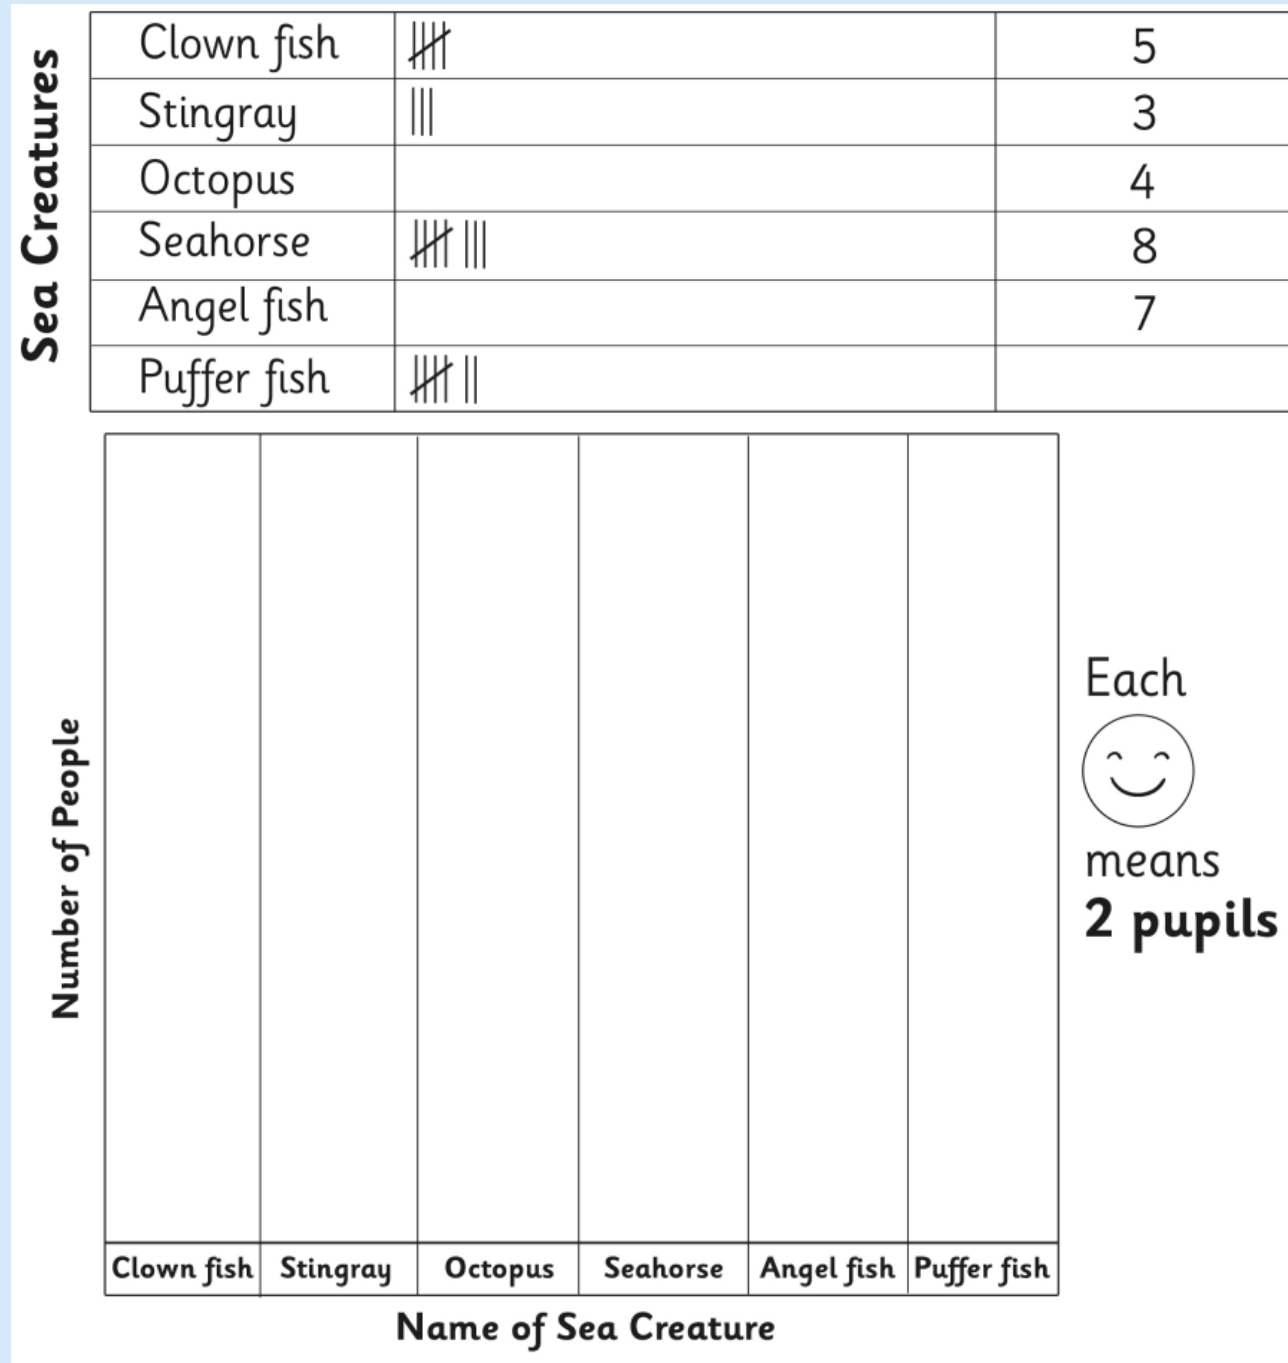 Sea Creatures
Clown fish 5
Stingray 3
Octopus 4
Seahorse 8
Angel fish 7
Puffer fish
Number of People
Each
means
2 pupils
Clown fish Stingray Octopus Seahorse Angel fish Puffer fish
Name of Sea Creature